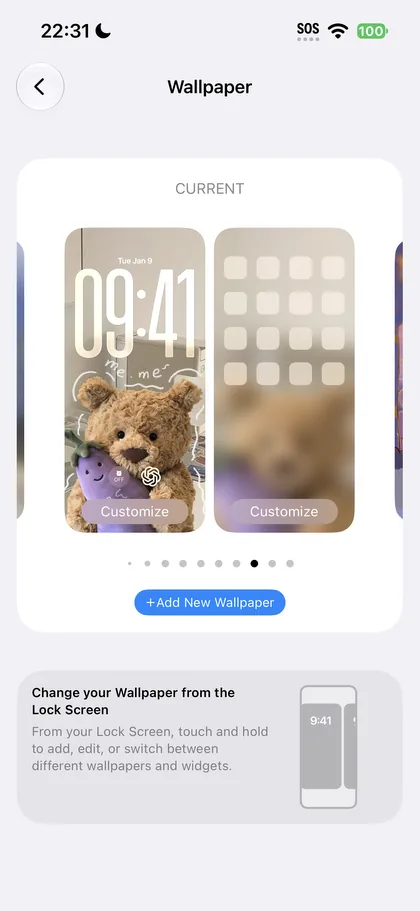 22:31
SOS
100
Wallpaper
CURRENT
Tue Jan 9
09:41
me. mes
OFF
Customize
Customize
+Add New Wallpaper
Change your Wallpaper from the
Lock Screen
From your Lock Screen, touch and hold
to add, edit, or switch between
different wallpapers and widgets.
9:41